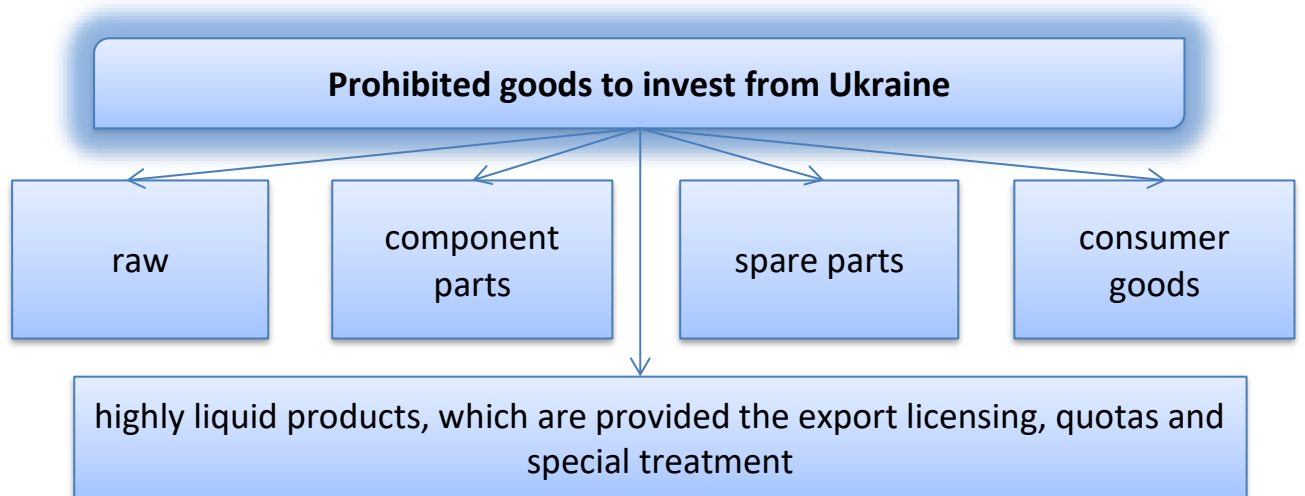 Prohibited goods to invest from Ukraine
raw
component
parts
spare parts
consumer
goods
highly liquid products, which are provided the export licensing, quotas and
special treatment